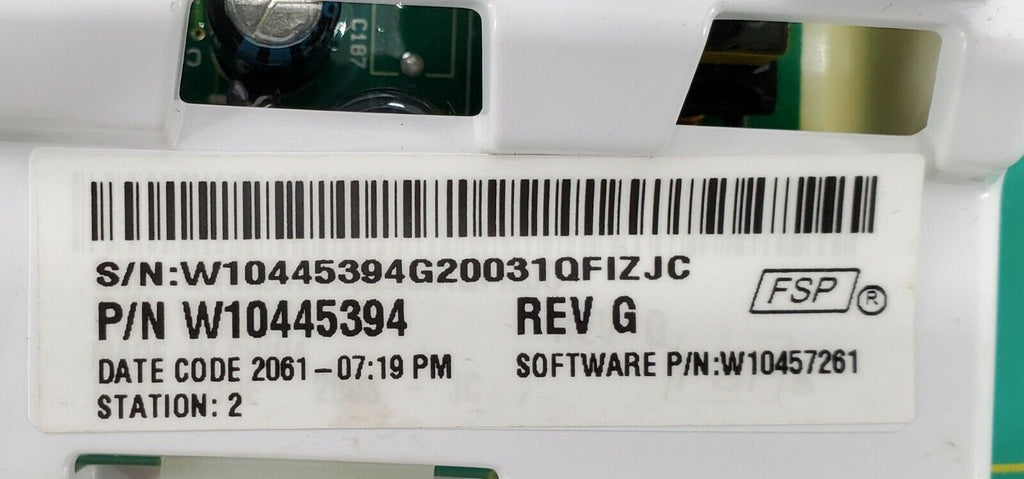 C187
S/N:W10445394G20031QFIZJC
P/N W10445394 REV G
FSP ®
DATE CODE 2061-07:19 PM SOFTWARE P/N:W10457261
STATION: 2